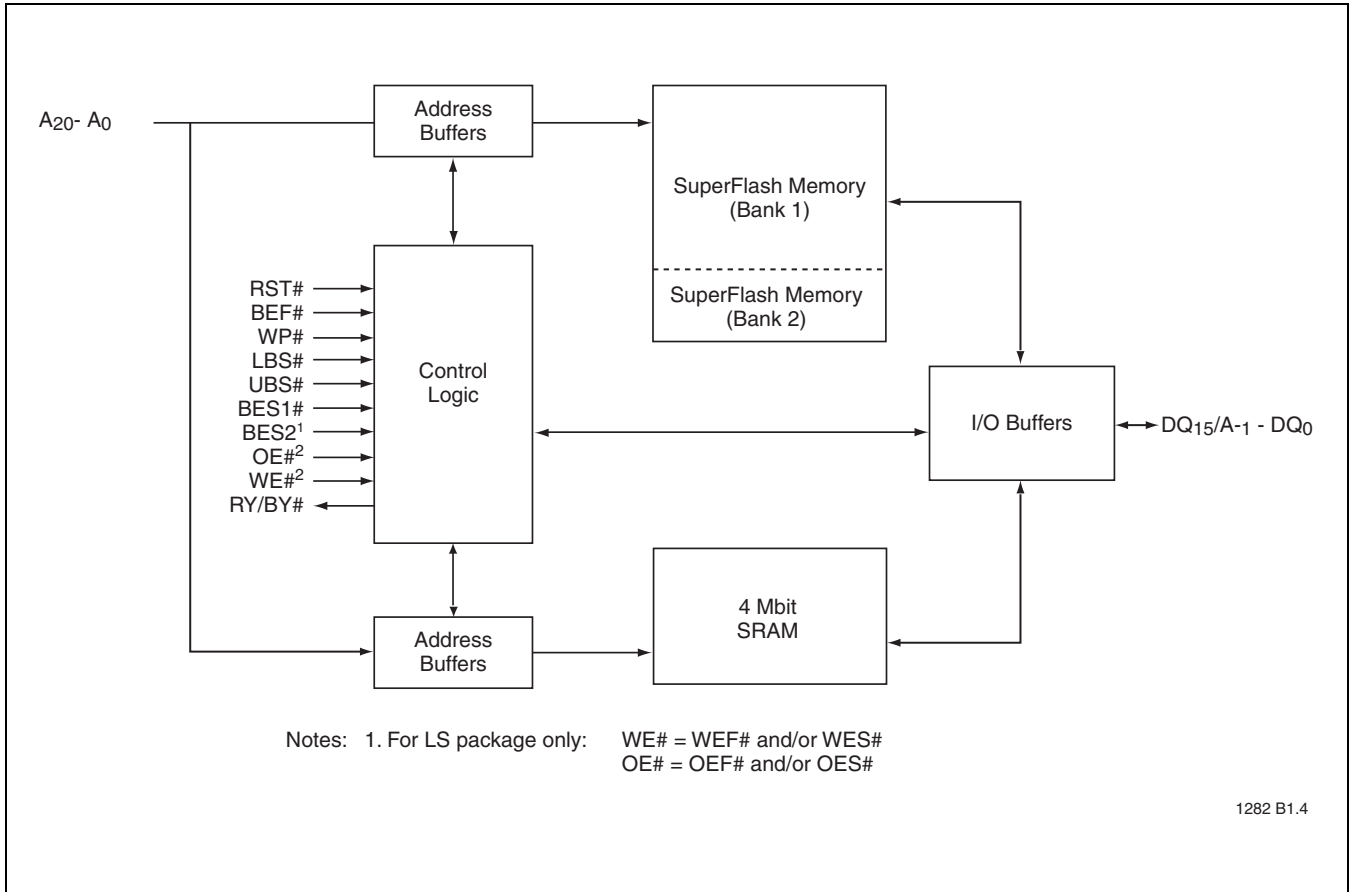 A20- A0
Address
Buffers
SuperFlash Memory
(Bank 1)
SuperFlash Memory
(Bank 2)
RST#
BEF#
WP#
LBS#
UBS#
BES1#
BES2¹
OE#²
WE#²
RY/BY#
Control
Logic
I/O Buffers
DQ15/A-1 - DQ0
Address
Buffers
4 Mbit
SRAM
Notes: 1. For LS package only: WE# = WEF# and/or WES#
OE# = OEF# and/or OES#
1282 B1.4